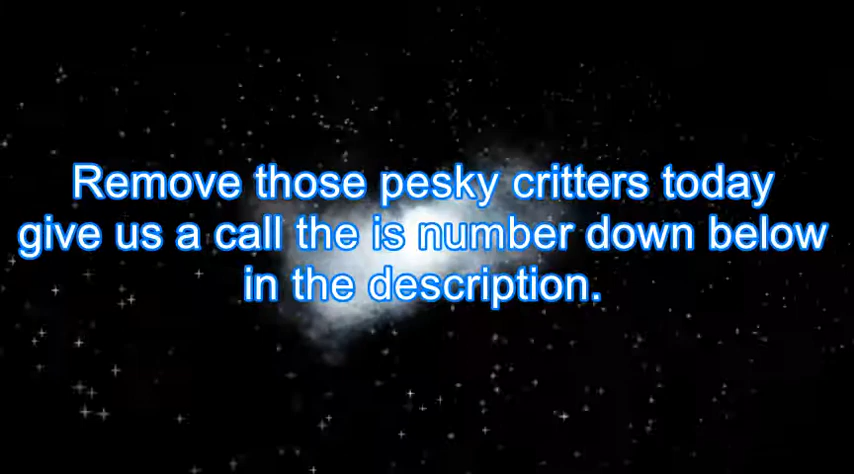 Remove those pesky critters today
give us a call the is number down below
in the description.